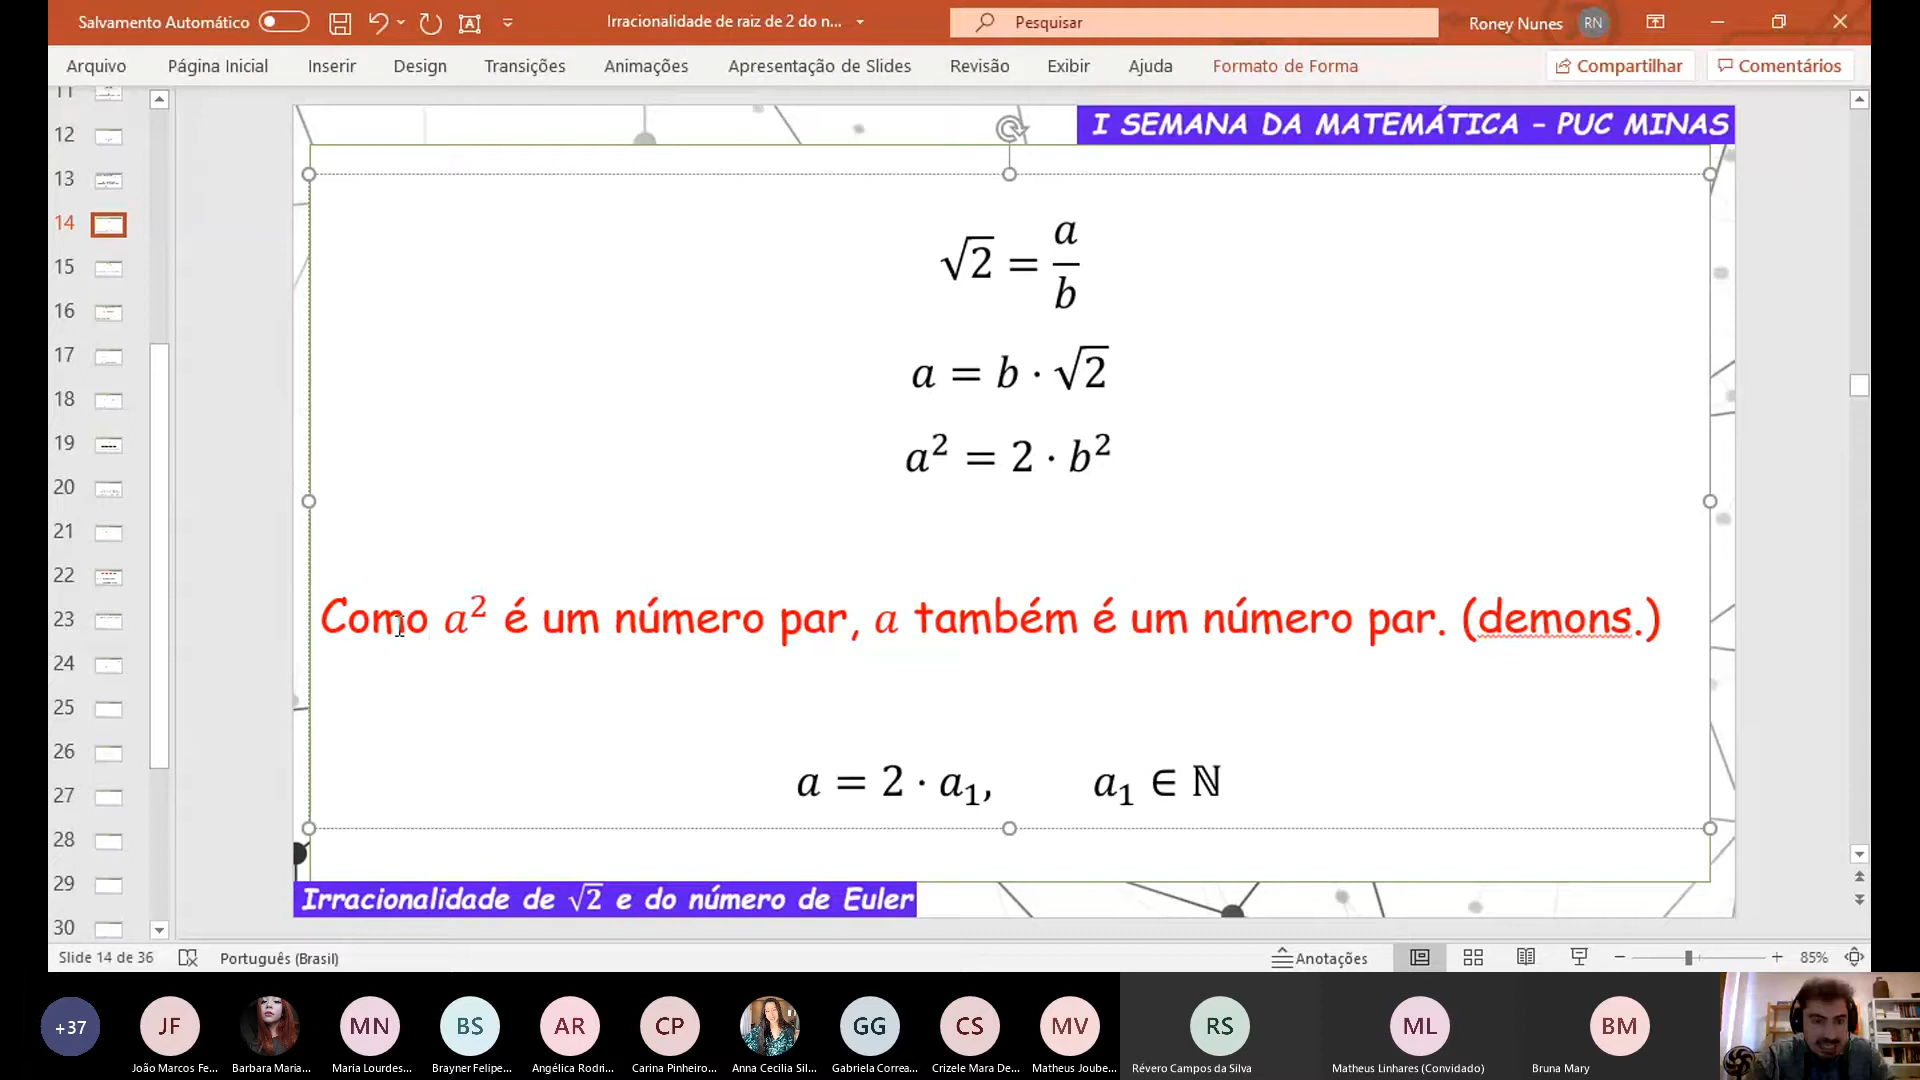 Salvamento Automático
Irracionalidade de raiz de 2 do n...
Pesquisar
Roney Nunes
RN
Arquivo
Página Inicial
Inserir
Design
Transições
Animações
Apresentação de Slides
Revisão
Exibir
Ajuda
Formato de Forma
Compartilhar
Comentários
11
12
13
14
15
16
17
18
19
20
21
22
23
24
25
26
27
28
29
30
I SEMANA DA MATEMÁTICA – PUC MINAS
√2 = a/b
a = b · √2
a² = 2 · b²
Como a² é um número par, a também é um número par. (demons.)
a = 2 · a₁, a₁ ∈ ℕ
Irracionalidade de √2 e do número de Euler
Slide 14 de 36
Português (Brasil)
Anotações
85%
+37
JF
MN
BS
AR
CP
GG
CS
MV
RS
ML
BM
João Marcos Fe...
Barbara Maria...
Maria Lourdes...
Brayner Felipe...
Angélica Rodri...
Carina Pinheiro...
Anna Cecilia Sil...
Gabriela Correa...
Crizele Mara De...
Matheus Joube...
Révero Campos da Silva
Matheus Linhares (Convidado)
Bruna Mary